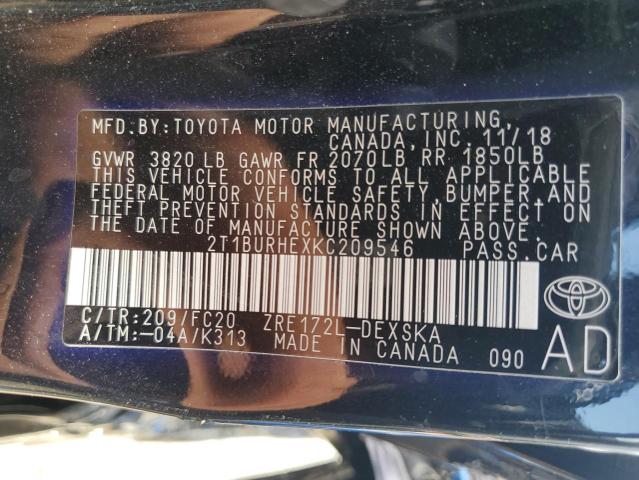 MFD.BY:TOYOTA MOTOR MANUFACTURING,
CANADA, INC. 11/18
GVWR 3820 LB GAWR FR 2070LB RR 1850LB
THIS VEHICLE CONFORMS TO ALL APPLICABLE
FEDERAL MOTOR VEHICLE SAFETY, BUMPER, AND
THEFT PREVENTION STANDARDS IN EFFECT ON
THE DATE OF MANUFACTURE SHOWN ABOVE.
2T1BURHEXKC209546 PASS.CAR
C/TR:209/FC20 ZRE172L-DEXSKA
A/TM:-04A/K313 MADE IN CANADA 090
AD